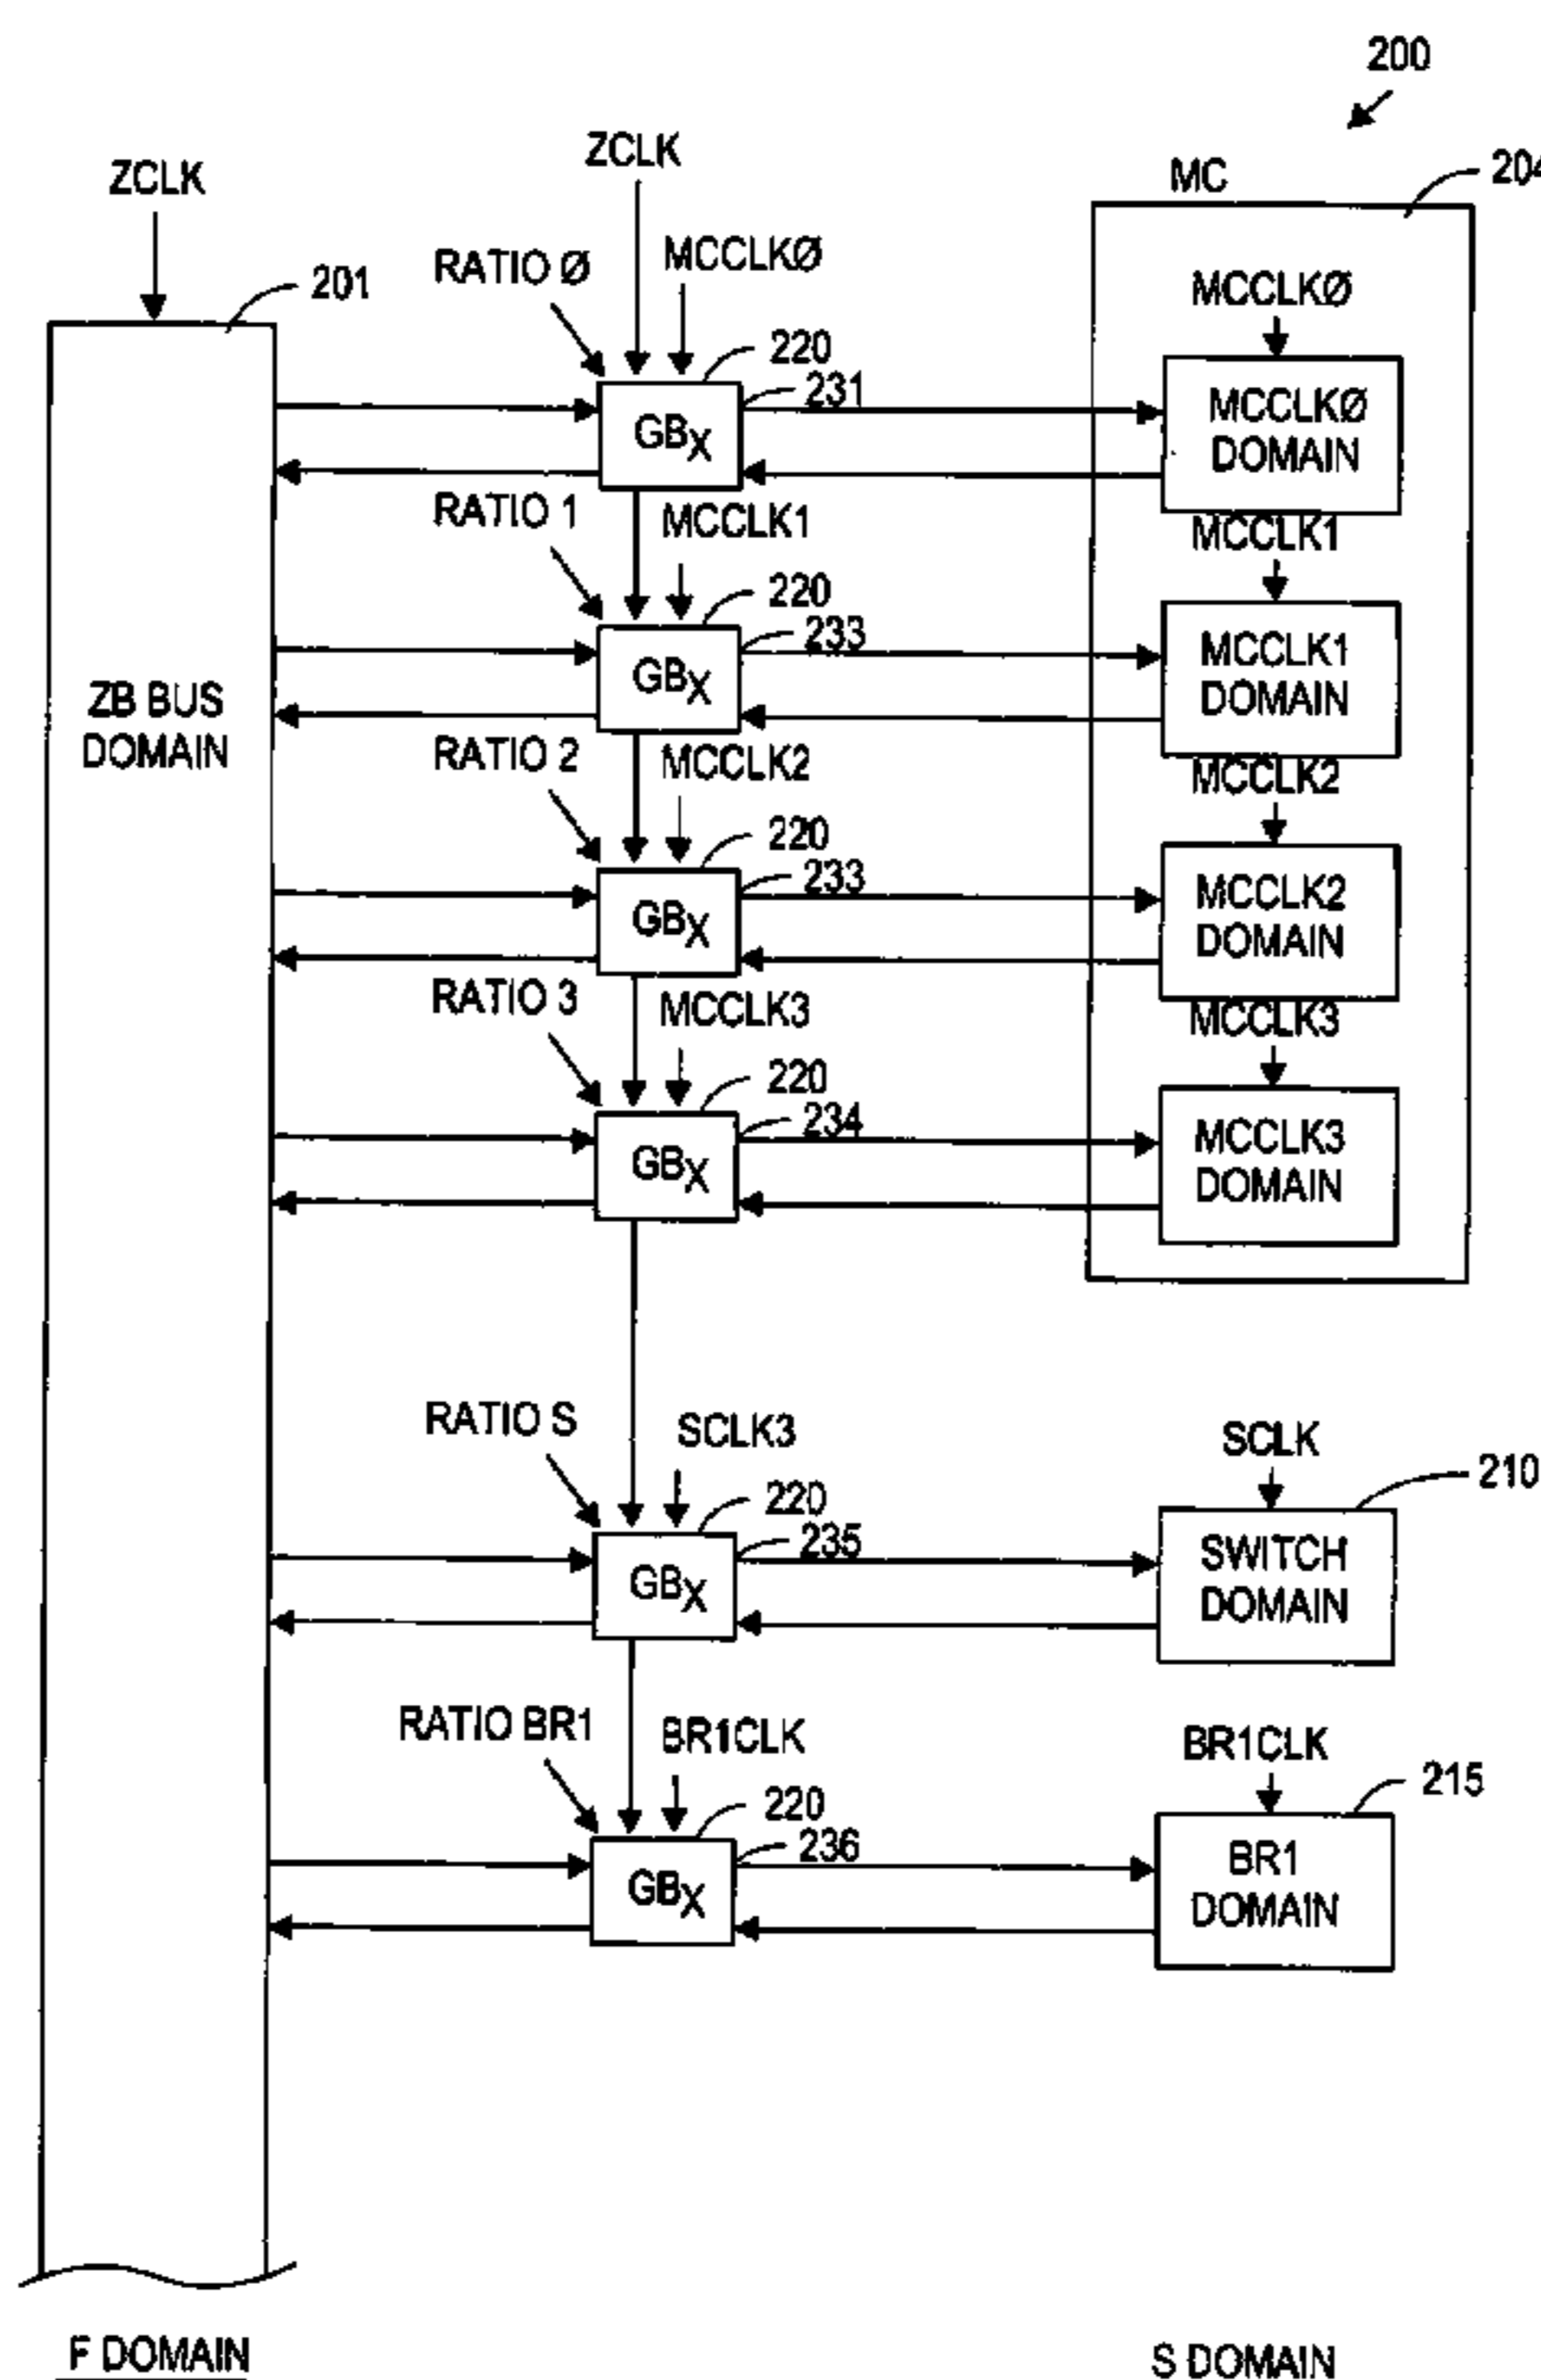 200
ZCLK
ZCLK
MC
204
RATIO Ø
MCCLKØ
MCCLKØ
201
220
231
GBX
MCCLKØ
DOMAIN
RATIO 1
MCCLK1
MCCLK1
220
233
GBX
MCCLK1
DOMAIN
ZB BUS
DOMAIN
RATIO 2
MCCLK2
MCCLK2
220
233
GBX
MCCLK2
DOMAIN
RATIO 3
MCCLK3
MCCLK3
220
234
GBX
MCCLK3
DOMAIN
RATIO S
SCLK3
SCLK
210
220
235
GBX
SWITCH
DOMAIN
RATIO BR1
BR1CLK
BR1CLK
215
220
236
GBX
BR1
DOMAIN
F DOMAIN
S DOMAIN